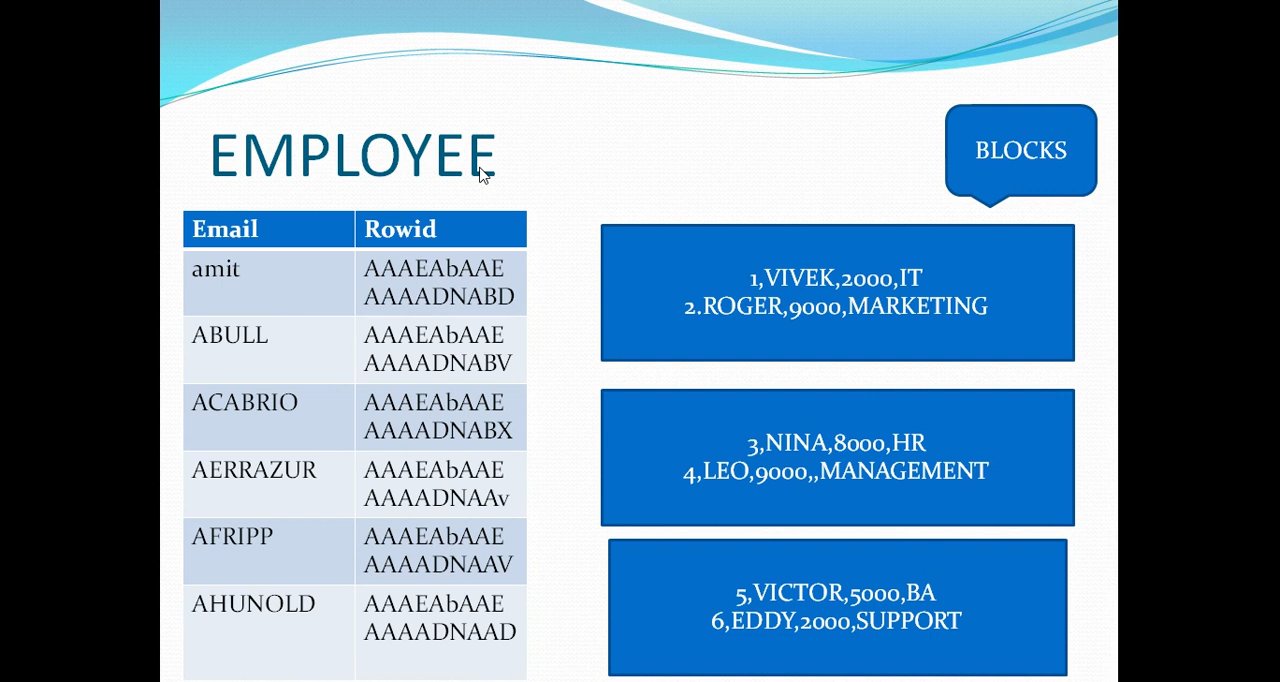 EMPLOYEE
BLOCKS
Email Rowid
amit AAAEAbAAE
AAAADNABD
ABULL AAAEAbAAE
AAAADNABV
ACABRIO AAAEAbAAE
AAAADNABX
AERRAZUR AAAEAbAAE
AAAADNAAv
AFRIPP AAAEAbAAE
AAAADNAAV
AHUNOLD AAAEAbAAE
AAAADNAAD
1,VIVEK,2000,IT
2.ROGER,9000,MARKETING
3,NINA,8000,HR
4,LEO,9000,,MANAGEMENT
5,VICTOR,5000,BA
6,EDDY,2000,SUPPORT